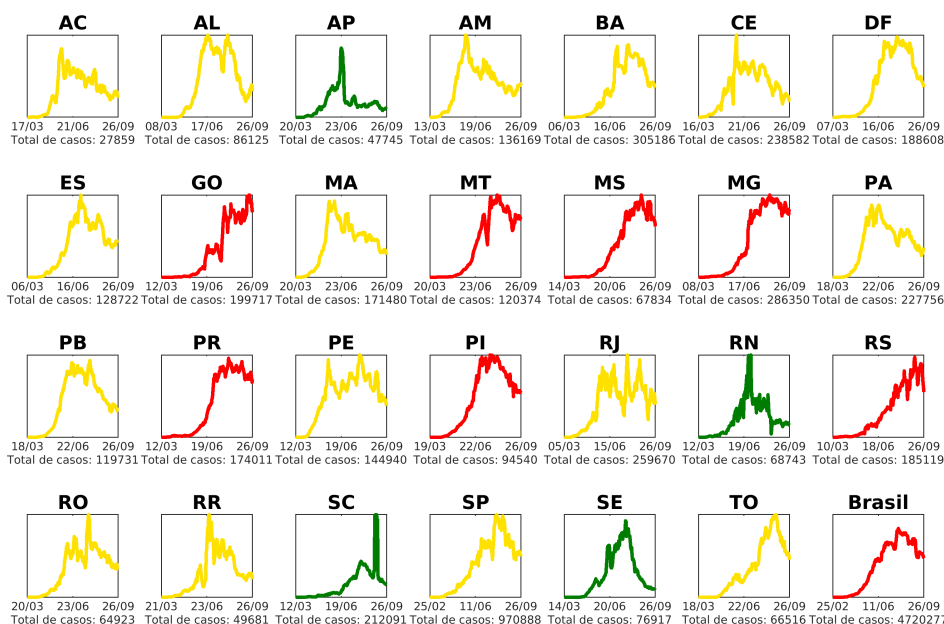 AC AL AP AM BA CE DF
17/03 21/06 26/09 08/03 17/06 26/09 20/03 23/06 26/09 13/03 19/06 26/09 06/03 16/06 26/09 16/03 21/06 26/09 07/03 16/06 26/09
Total de casos: 27859 Total de casos: 86125 Total de casos: 47745 Total de casos: 136169 Total de casos: 305186 Total de casos: 238582 Total de casos: 188608
ES GO MA MT MS MG PA
06/03 16/06 26/09 12/03 19/06 26/09 20/03 23/06 26/09 20/03 23/06 26/09 14/03 20/06 26/09 08/03 17/06 26/09 18/03 22/06 26/09
Total de casos: 128722 Total de casos: 199717 Total de casos: 171480 Total de casos: 120374 Total de casos: 67834 Total de casos: 286350 Total de casos: 227756
PB PR PE PI RJ RN RS
18/03 22/06 26/09 12/03 19/06 26/09 12/03 19/06 26/09 19/03 22/06 26/09 05/03 15/06 26/09 12/03 19/06 26/09 10/03 18/06 26/09
Total de casos: 119731 Total de casos: 174011 Total de casos: 144940 Total de casos: 94540 Total de casos: 259670 Total de casos: 68743 Total de casos: 185119
RO RR SC SP SE TO Brasil
20/03 23/06 26/09 21/03 23/06 26/09 12/03 19/06 26/09 25/02 11/06 26/09 14/03 20/06 26/09 18/03 22/06 26/09 25/02 11/06 26/09
Total de casos: 64923 Total de casos: 49681 Total de casos: 212091 Total de casos: 970888 Total de casos: 76917 Total de casos: 66516 Total de casos: 4720277